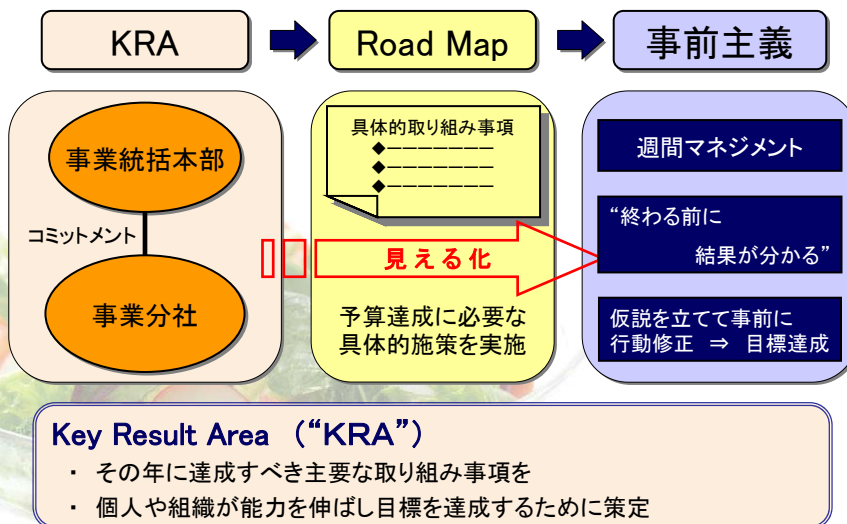 KRA
Road Map
事前主義
事業統括本部
コミットメント
事業分社
具体的取り組み事項
◆−−−−−−−
◆−−−−−−−
◆−−−−−−−
見える化
予算達成に必要な
具体的施策を実施
週間マネジメント
“終わる前に
結果が分かる”
仮説を立てて事前に
行動修正 ⇒ 目標達成
Key Result Area (“KRA”)
・ その年に達成すべき主要な取り組み事項を
・ 個人や組織が能力を伸ばし目標を達成するために策定